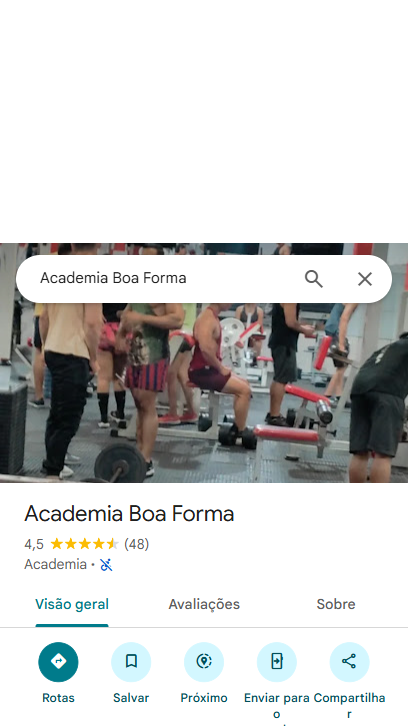 Academia Boa Forma
Academia Boa Forma
4,5 (48)
Academia ·
Visão geral Avaliações Sobre
Rotas Salvar Próximo Enviar para o Compartilhar